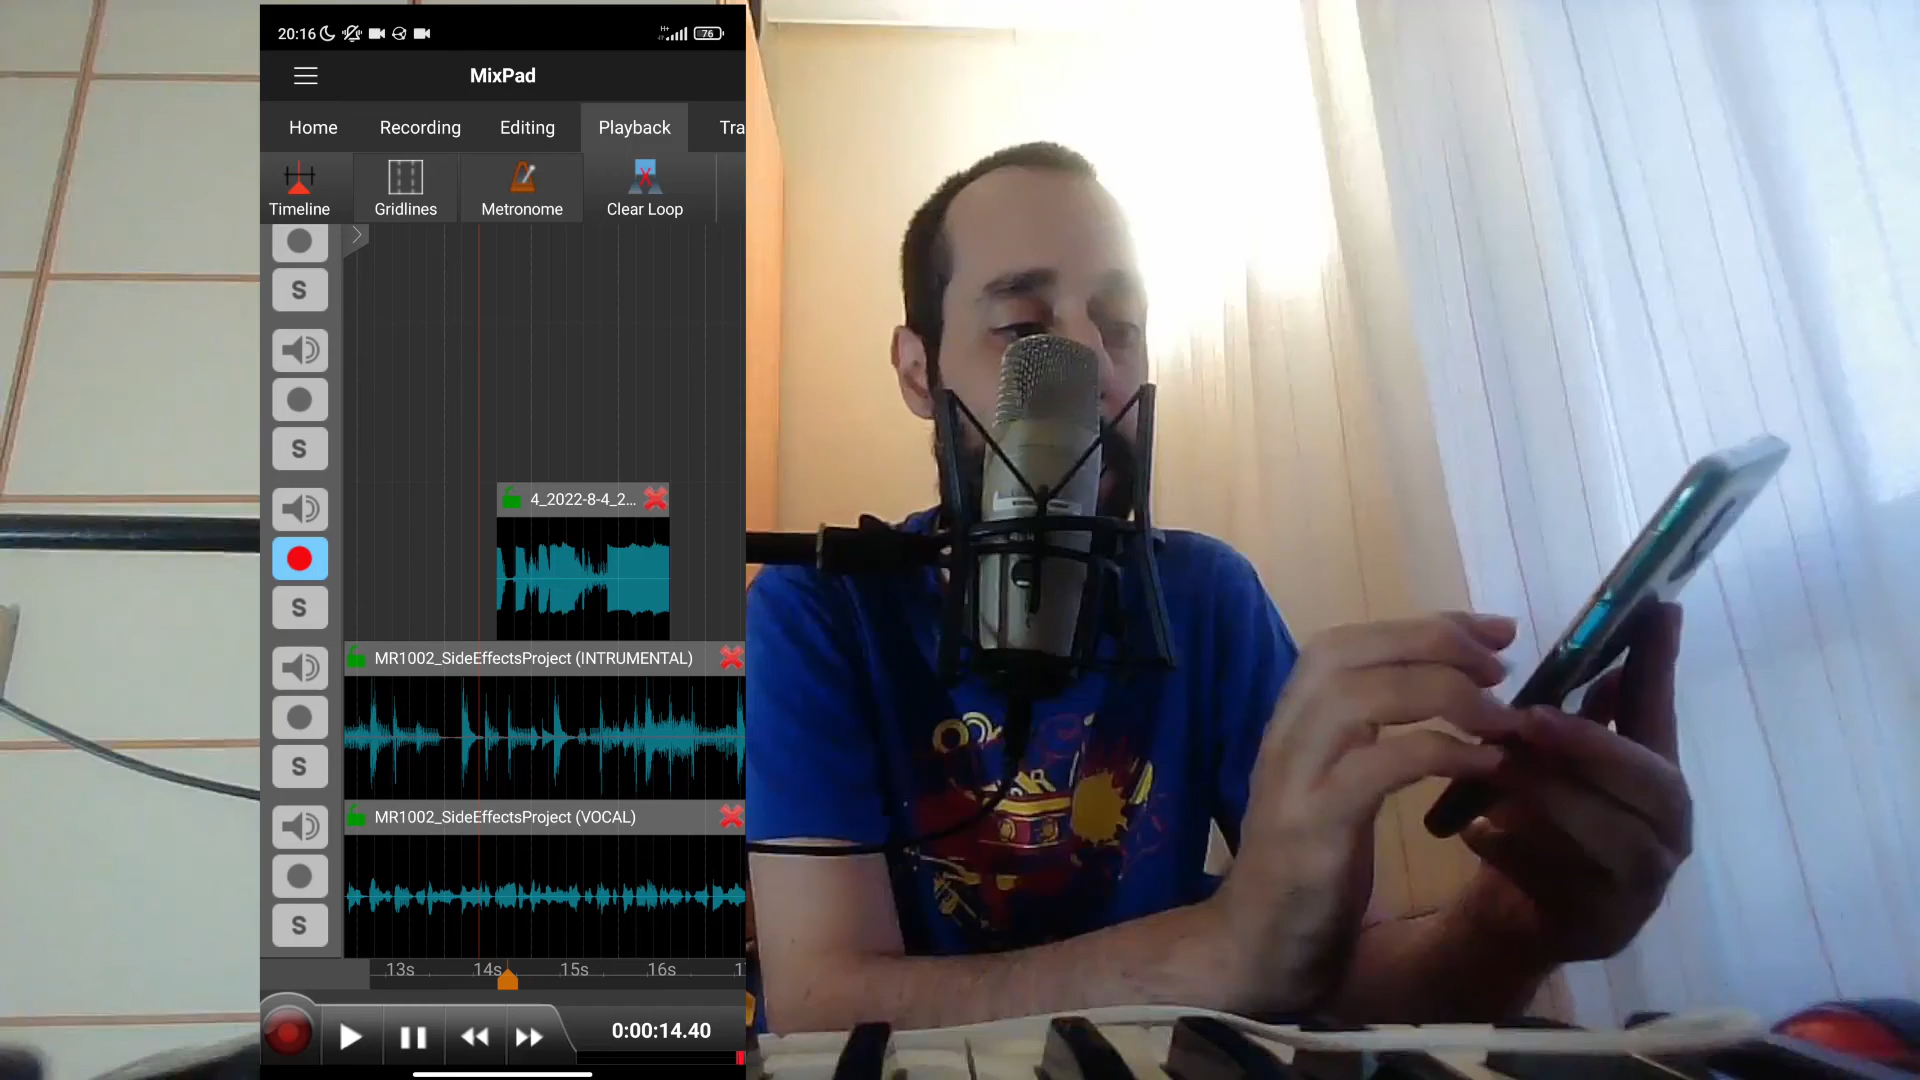 20:16 76
MixPad
Home Recording Editing Playback Tra
Timeline Gridlines Metronome Clear Loop
S
S
4_2022-8-4_2...
S
MR1002_SideEffectsProject (INTRUMENTAL)
S
MR1002_SideEffectsProject (VOCAL)
S
13s 14s 15s 16s 1
0:00:14.40